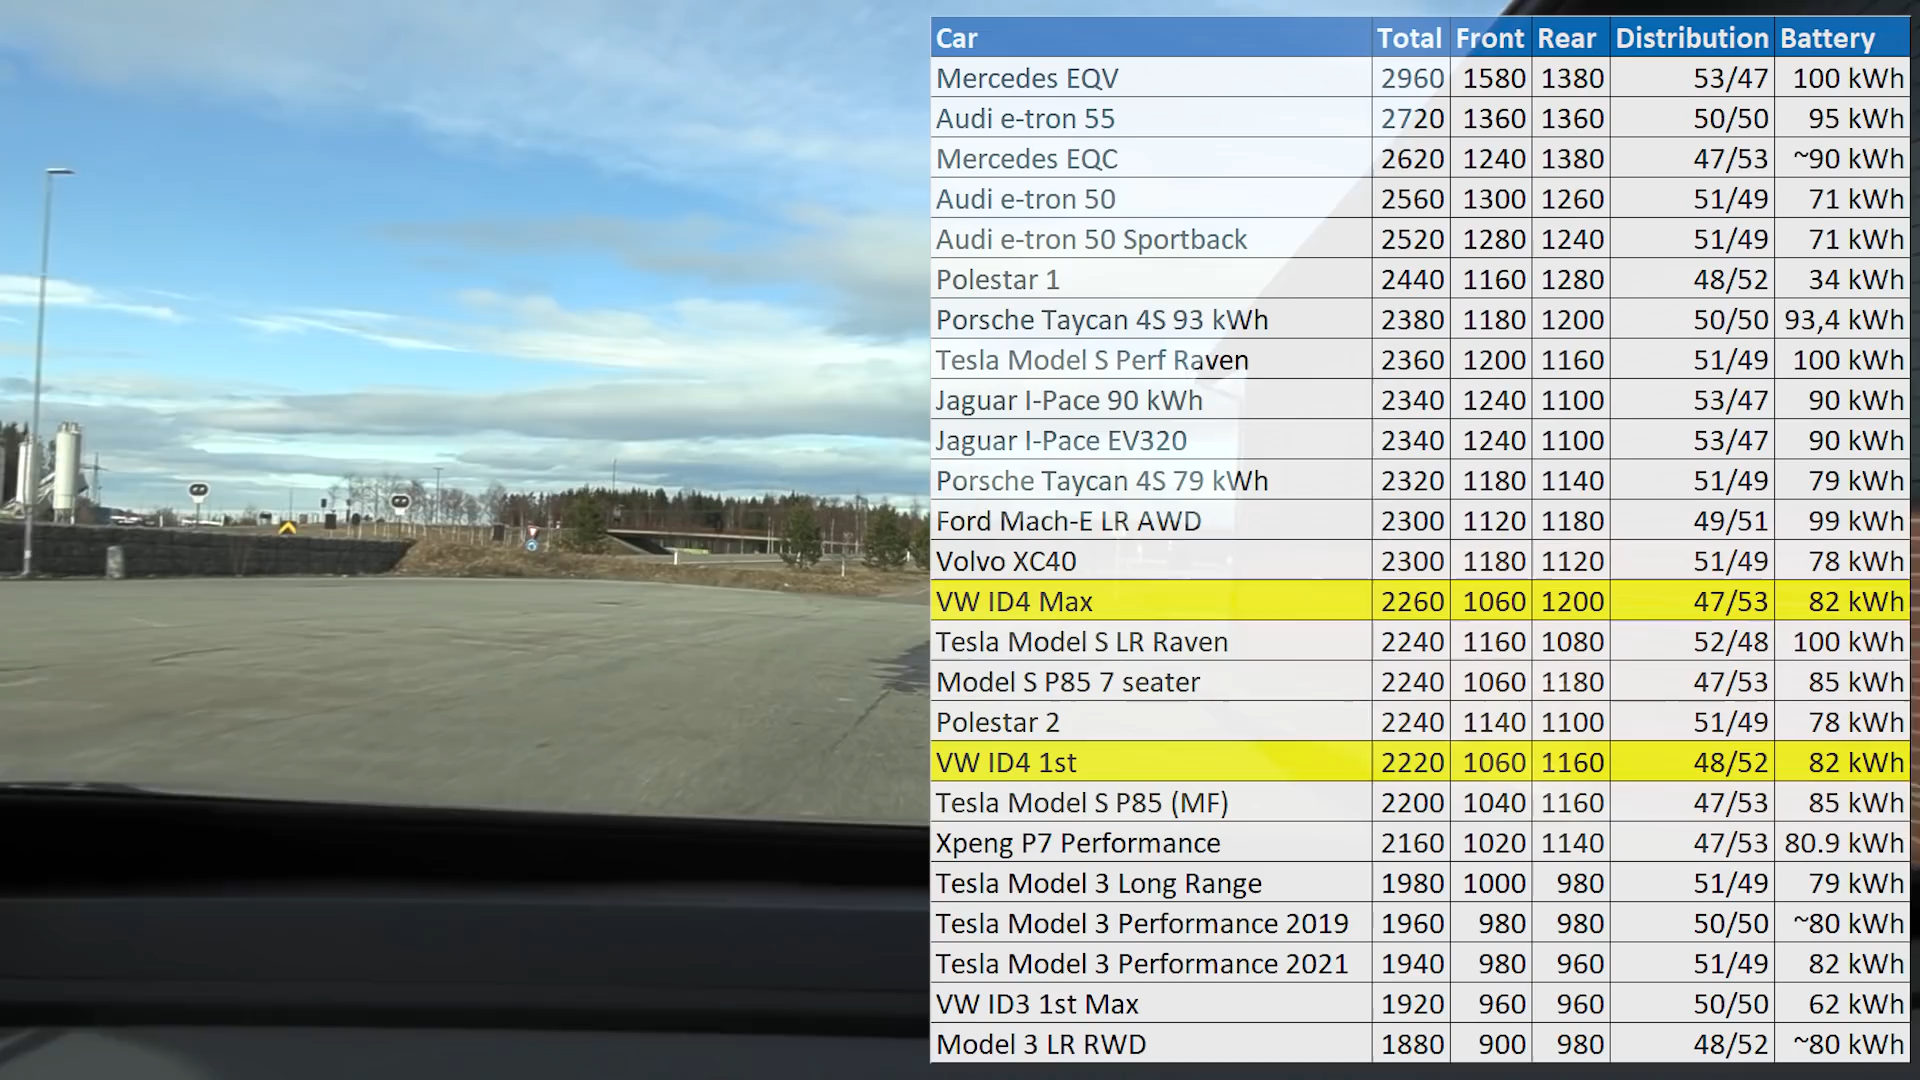 Car Total Front Rear Distribution Battery
Mercedes EQV 2960 1580 1380 53/47 100 kWh
Audi e-tron 55 2720 1360 1360 50/50 95 kWh
Mercedes EQC 2620 1240 1380 47/53 ~90 kWh
Audi e-tron 50 2560 1300 1260 51/49 71 kWh
Audi e-tron 50 Sportback 2520 1280 1240 51/49 71 kWh
Polestar 1 2440 1160 1280 48/52 34 kWh
Porsche Taycan 4S 93 kWh 2380 1180 1200 50/50 93,4 kWh
Tesla Model S Perf Raven 2360 1200 1160 51/49 100 kWh
Jaguar I-Pace 90 kWh 2340 1240 1100 53/47 90 kWh
Jaguar I-Pace EV320 2340 1240 1100 53/47 90 kWh
Porsche Taycan 4S 79 kWh 2320 1180 1140 51/49 79 kWh
Ford Mach-E LR AWD 2300 1120 1180 49/51 99 kWh
Volvo XC40 2300 1180 1120 51/49 78 kWh
VW ID4 Max 2260 1060 1200 47/53 82 kWh
Tesla Model S LR Raven 2240 1160 1080 52/48 100 kWh
Model S P85 7 seater 2240 1060 1180 47/53 85 kWh
Polestar 2 2240 1140 1100 51/49 78 kWh
VW ID4 1st 2220 1060 1160 48/52 82 kWh
Tesla Model S P85 (MF) 2200 1040 1160 47/53 85 kWh
Xpeng P7 Performance 2160 1020 1140 47/53 80.9 kWh
Tesla Model 3 Long Range 1980 1000 980 51/49 79 kWh
Tesla Model 3 Performance 2019 1960 980 980 50/50 ~80 kWh
Tesla Model 3 Performance 2021 1940 980 960 51/49 82 kWh
VW ID3 1st Max 1920 960 960 50/50 62 kWh
Model 3 LR RWD 1880 900 980 48/52 ~80 kWh